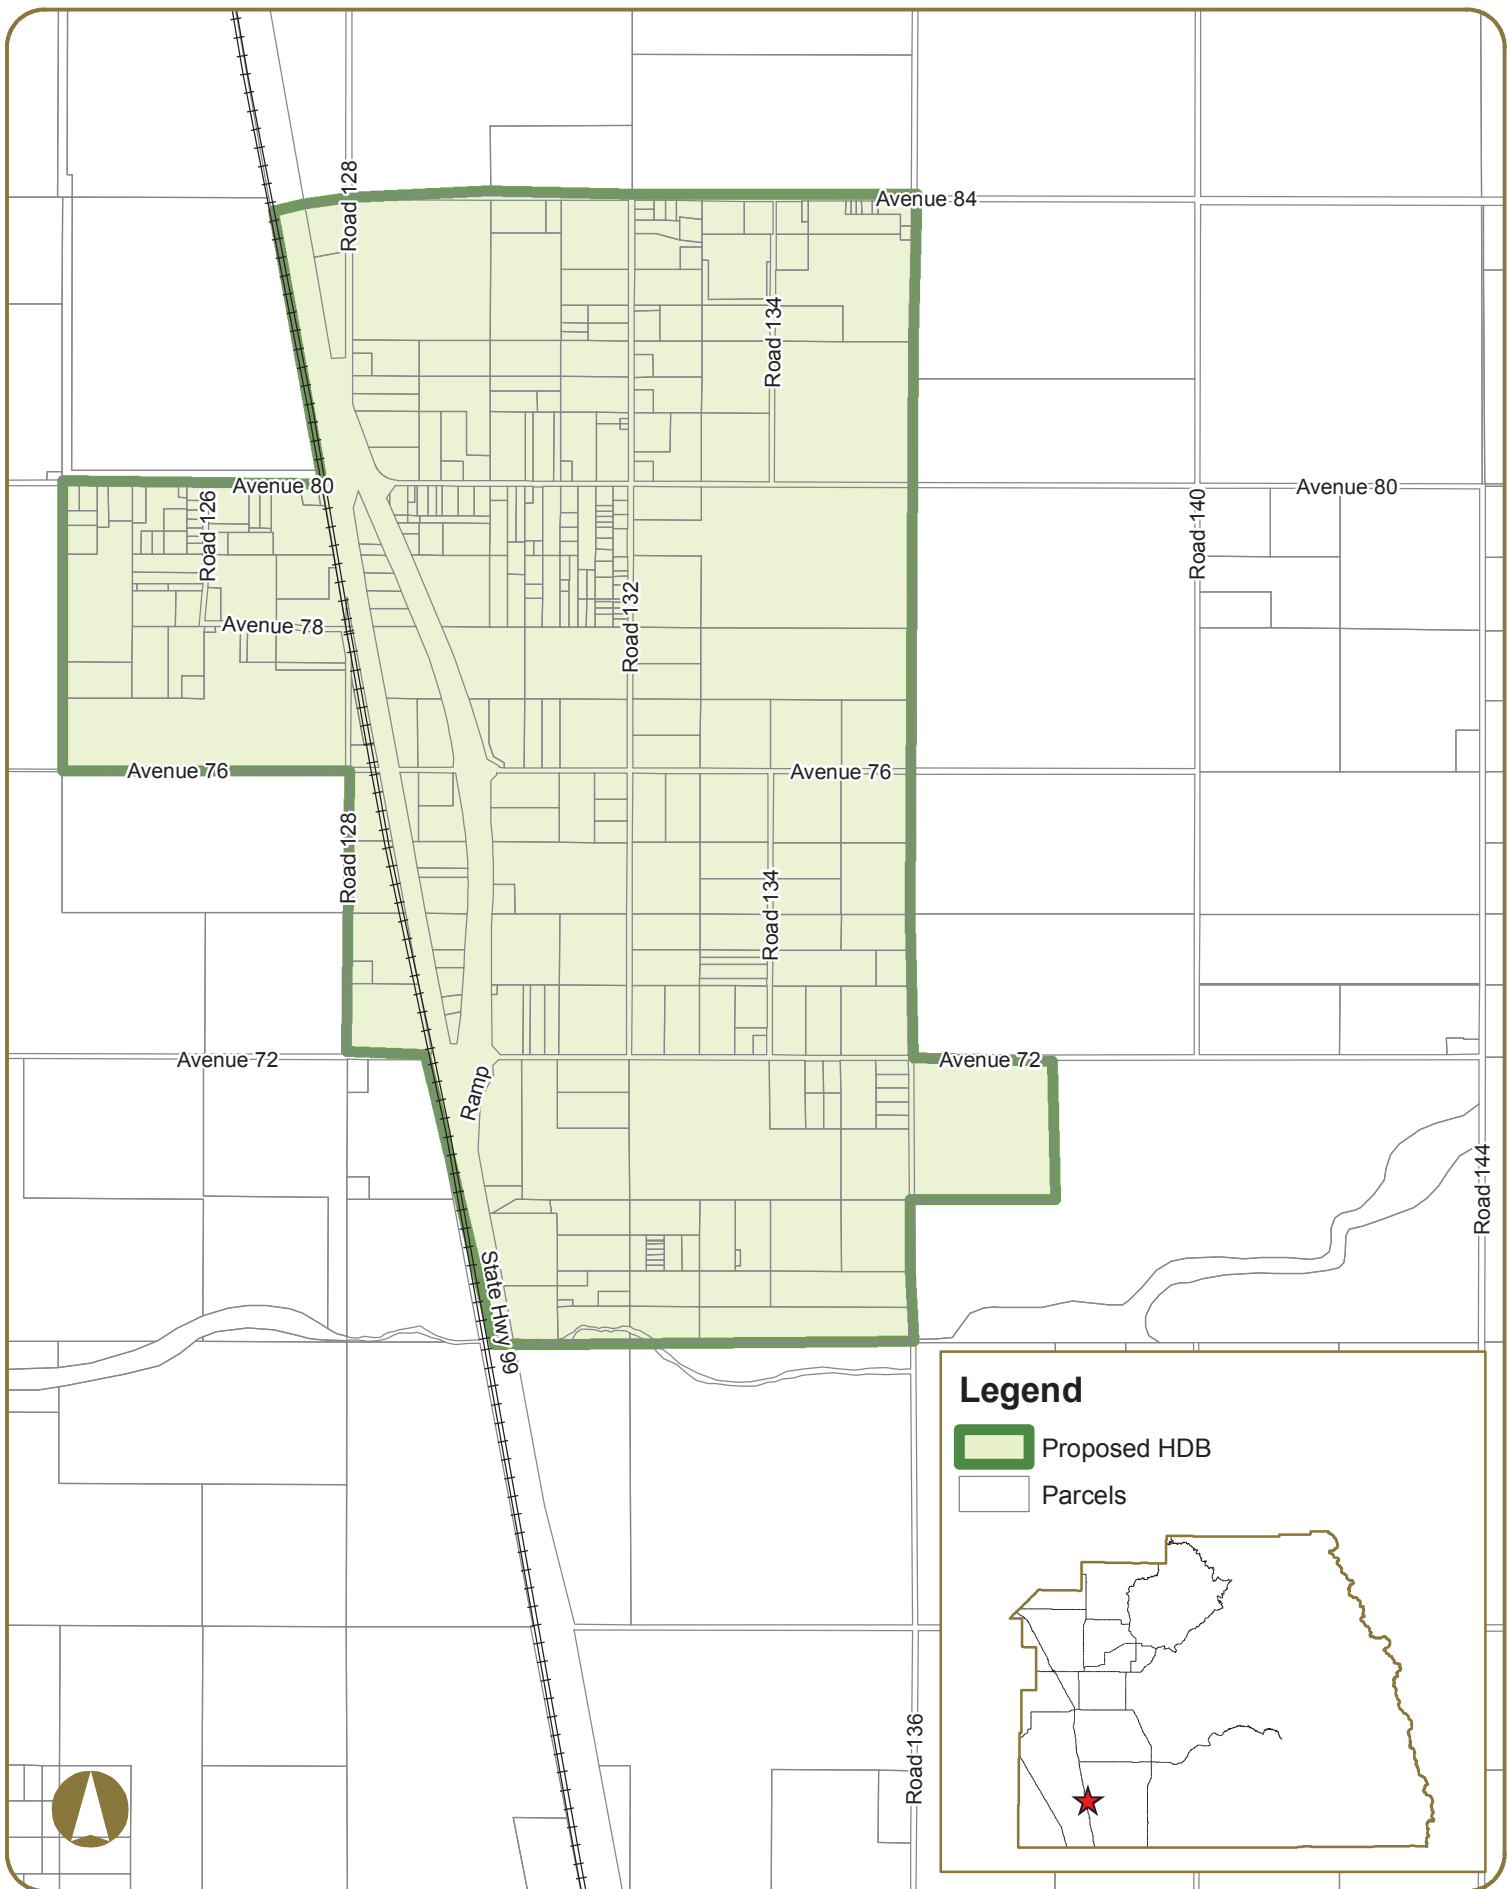 Road 128
Avenue 84
Road 134
Avenue 80
Avenue 80
Road 126
Road 140
Avenue 78
Road 132
Avenue 76
Avenue 76
Road 128
Road 134
Avenue 72
Avenue 72
Ramp
Road 144
State Hwy 99
Legend
Proposed HDB
Parcels
Road 136